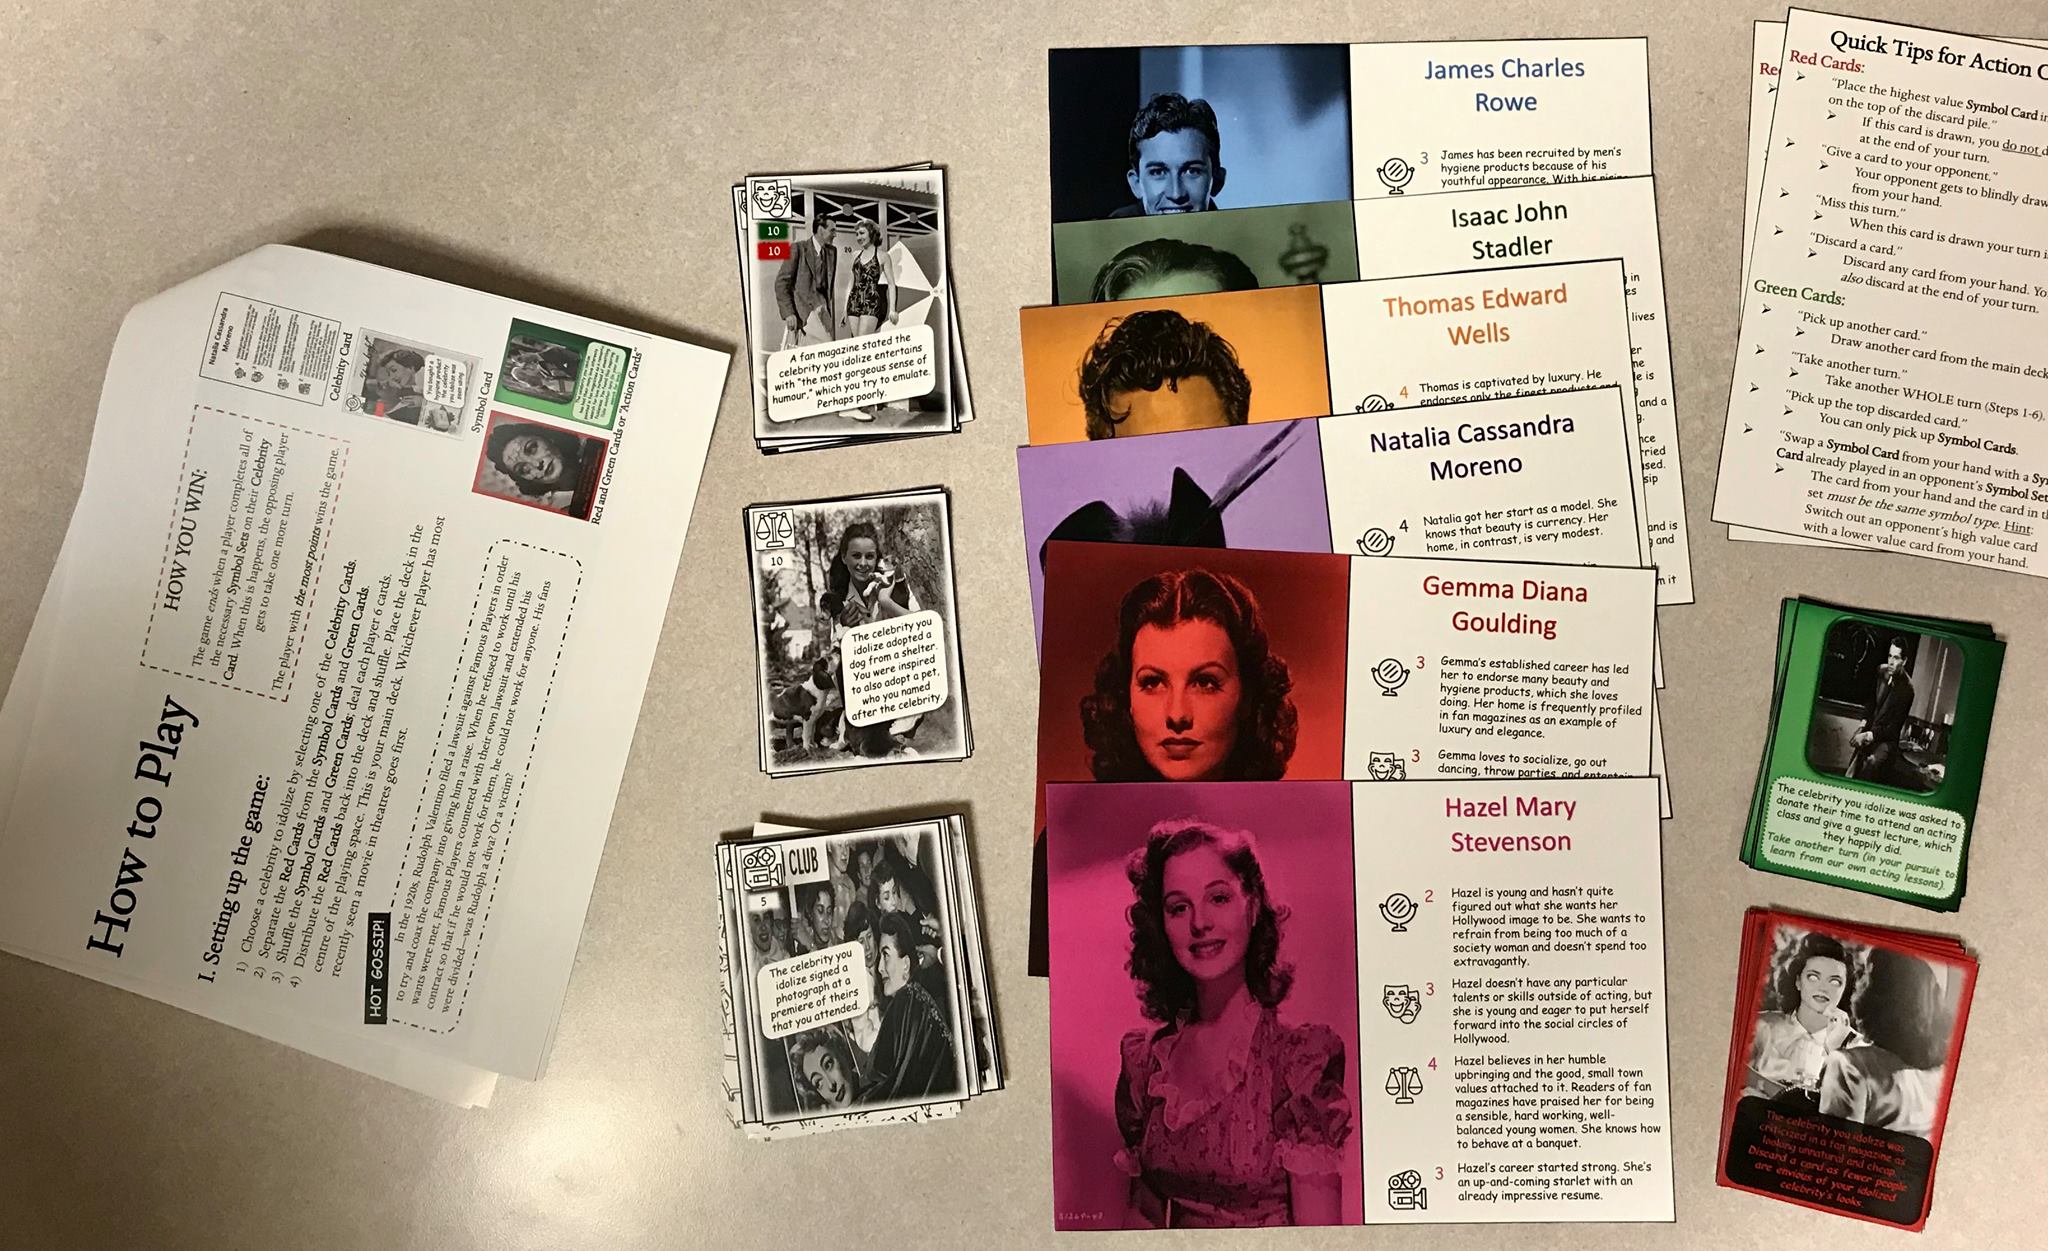 How to Play
HOW YOU WIN:
The game ends when a player completes all of
the necessary Symbol Sets on their Celebrity
Card. When this is happens, the opposing player
gets to take one more turn.
The player with the most points wins the game.
Natalia Cassandra
Moreno
Celebrity Card
Symbol Card
Red and Green Cards or "Action Cards"
I. Setting up the game:
1) Choose a celebrity to idolize by selecting one of the Celebrity Cards.
2) Separate the Red Cards from the Symbol Cards and Green Cards.
3) Shuffle the Symbol Cards and Green Cards; deal each player 6 cards.
4) Distribute the Red Cards back into the deck and shuffle. Place the deck in the
centre of the playing space. This is your main deck. Whichever player has most
recently seen a movie in theatres goes first.
HOT GOSSIP!
In the 1920s, Rudolph Valentino filed a lawsuit against Famous Players in order
to try and coax the company into giving him a raise. When he refused to work until his
wants were met, Famous Players countered with their own lawsuit and extended his
contract so that if he would not work for them, he could not work for anyone. His fans
were divided—was Rudolph a diva? Or a victim?
10
10
20
A fan magazine stated the
celebrity you idolize entertains
with "the most gorgeous sense of
humour," which you try to emulate.
Perhaps poorly.
10
The celebrity you
idolize adopted a
dog from a shelter.
You were inspired
to also adopt a pet,
who you named
after the celebrity.
CLUB
5
The celebrity you
idolize signed a
photograph at a
premiere of theirs
that you attended.
James Charles
Rowe
3 James has been recruited by men's
hygiene products because of his
youthful appearance. With his rising
Isaac John
Stadler
Thomas Edward
Wells
4 Thomas is captivated by luxury. He
endorses only the finest products and
Natalia Cassandra
Moreno
4 Natalia got her start as a model. She
knows that beauty is currency. Her
home, in contrast, is very modest.
Gemma Diana
Goulding
3 Gemma's established career has led
her to endorse many beauty and
hygiene products, which she loves
doing. Her home is frequently profiled
in fan magazines as an example of
luxury and elegance.
3 Gemma loves to socialize, go out
dancing, throw parties, and entertain
Hazel Mary
Stevenson
2 Hazel is young and hasn't quite
figured out what she wants her
Hollywood image to be. She wants to
refrain from being too much of a
society woman and doesn't spend too
extravagantly.
3 Hazel doesn't have any particular
talents or skills outside of acting, but
she is young and eager to put herself
forward into the social circles of
Hollywood.
4 Hazel believes in her humble
upbringing and the good, small town
values attached to it. Readers of fan
magazines have praised her for being
a sensible, hard working, well-
balanced young women. She knows how
to behave at a banquet.
3 Hazel's career started strong. She's
an up-and-coming starlet with an
already impressive resume.
Quick Tips for Action
Red Cards:
"Place the highest value Symbol Card in
on the top of the discard pile."
If this card is drawn, you do not
at the end of your turn.
"Give a card to your opponent."
Your opponent gets to blindly draw
from your hand.
"Miss this turn."
When this card is drawn your turn
"Discard a card."
Discard any card from your hand.
also discard at the end of your turn.
Green Cards:
"Pick up another card."
Draw another card from the main deck
"Take another turn."
Take another WHOLE turn (Steps 1-6).
"Pick up the top discarded card."
You can only pick up Symbol Cards.
"Swap a Symbol Card from your hand with a
Card already played in an opponent's Symbol Set
The card from your hand and the card in
set must be the same symbol type. Hint:
Switch out an opponent's high value card
with a lower value card from your hand.
The celebrity you idolize was asked to
donate their time to attend an acting
class and give a guest lecture, which
they happily did.
Take another turn (in your pursuit to
learn from our own acting lessons).
The celebrity you idolize was
criticized in a fan magazine as
looking unnatural and cheap.
Discard a card as fewer people
are envious of your idolized
celebrity's looks.